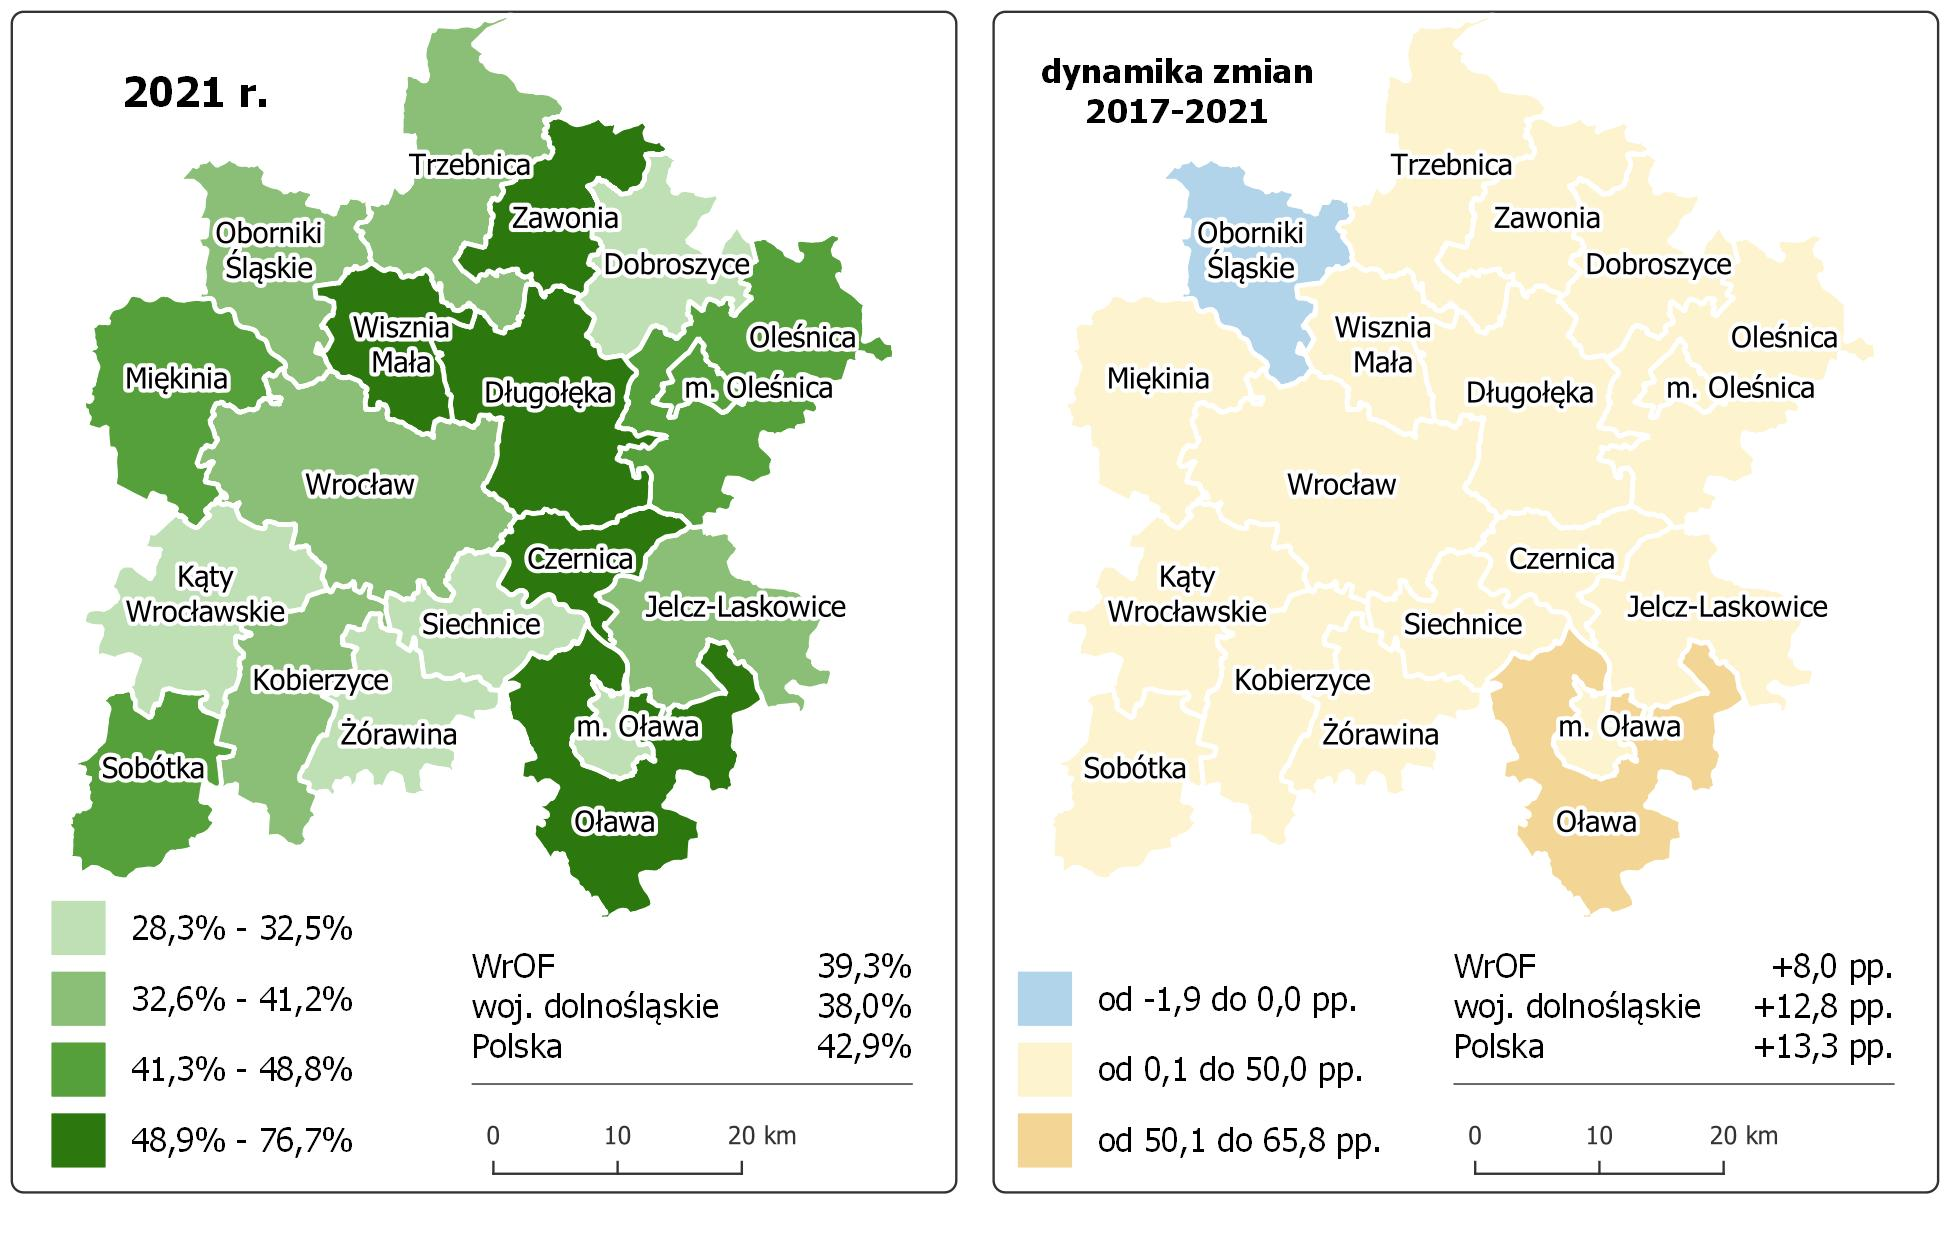 2021 r.
Trzebnica
Zawonia
Oborniki
Śląskie
Dobroszyce
Wisznia
Mała
Oleśnica
Miękinia
Długołęka
m. Oleśnica
Wrocław
Czernica
Kąty
Wrocławskie
Jelcz-Laskowice
Siechnice
Kobierzyce
m. Oława
Żórawina
Sobótka
Oława
28,3% - 32,5%
32,6% - 41,2%
41,3% - 48,8%
48,9% - 76,7%
WrOF 39,3%
woj. dolnośląskie 38,0%
Polska 42,9%
0 10 20 km
dynamika zmian
2017-2021
Trzebnica
Zawonia
Oborniki
Śląskie
Dobroszyce
Wisznia
Mała
Oleśnica
Miękinia
Długołęka
m. Oleśnica
Wrocław
Czernica
Kąty
Wrocławskie
Jelcz-Laskowice
Siechnice
Kobierzyce
m. Oława
Żórawina
Sobótka
Oława
od -1,9 do 0,0 pp.
od 0,1 do 50,0 pp.
od 50,1 do 65,8 pp.
WrOF +8,0 pp.
woj. dolnośląskie +12,8 pp.
Polska +13,3 pp.
0 10 20 km